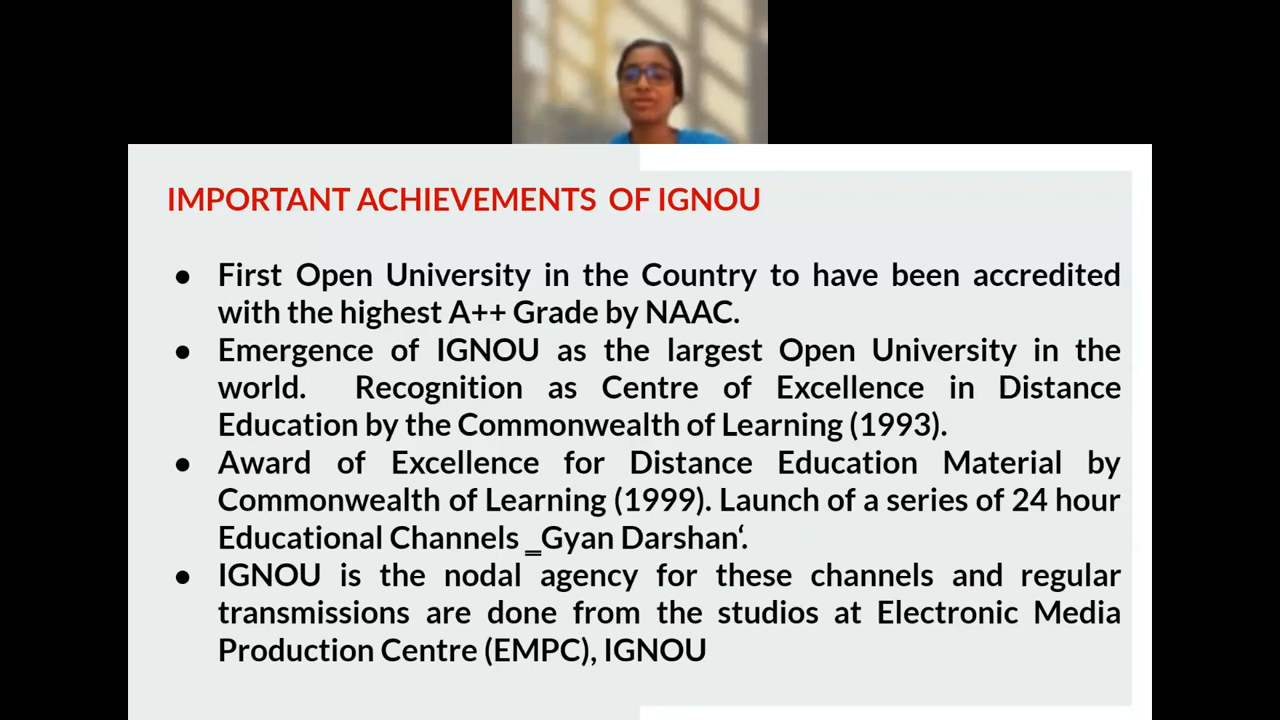 IMPORTANT ACHIEVEMENTS OF IGNOU
● First Open University in the Country to have been accredited
with the highest A++ Grade by NAAC.
● Emergence of IGNOU as the largest Open University in the
world. Recognition as Centre of Excellence in Distance
Education by the Commonwealth of Learning (1993).
● Award of Excellence for Distance Education Material by
Commonwealth of Learning (1999). Launch of a series of 24 hour
Educational Channels ‗Gyan Darshan‘.
● IGNOU is the nodal agency for these channels and regular
transmissions are done from the studios at Electronic Media
Production Centre (EMPC), IGNOU